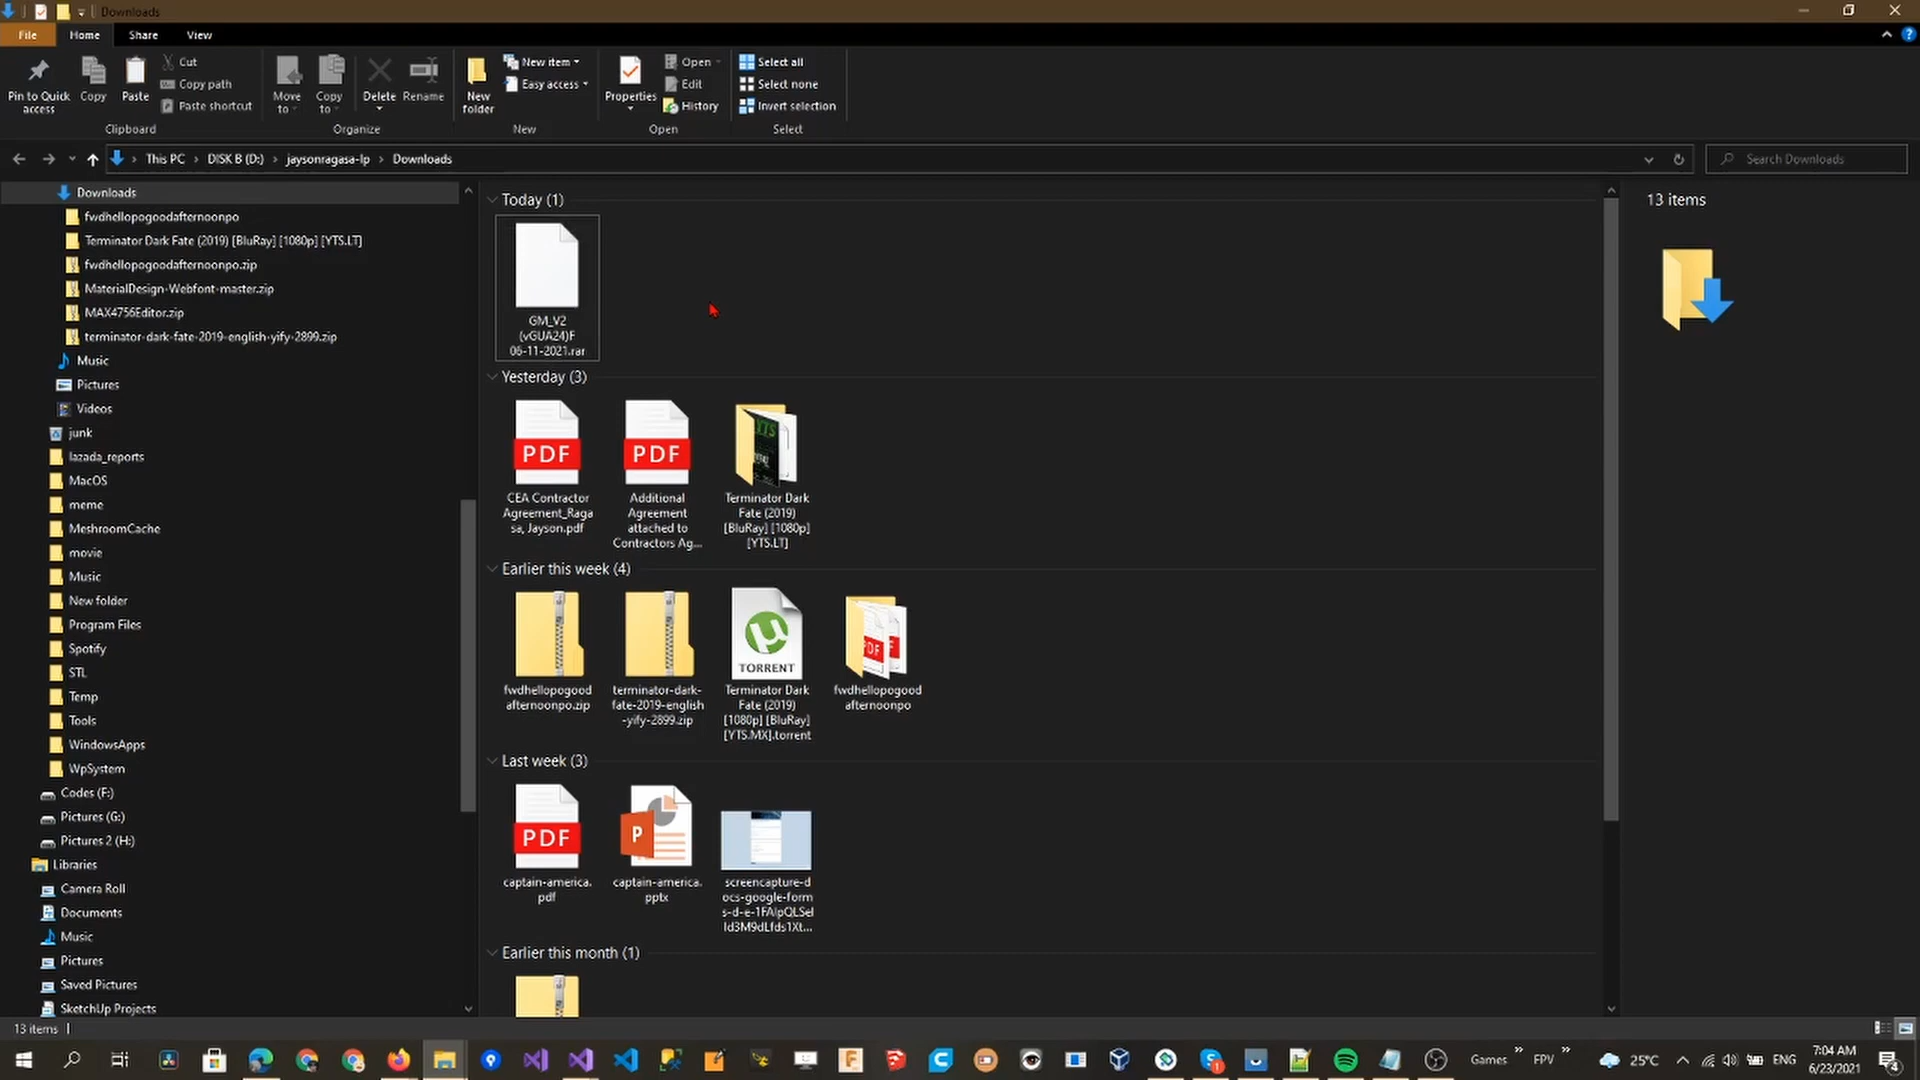 Downloads
File
Home
Share
View
Pin to Quick
access
Copy
Paste
Cut
Copy path
Paste shortcut
Clipboard
Move
to
Copy
to
Delete
Rename
Organize
New
folder
New item
Easy access
New
Properties
Open
Edit
History
Open
Select all
Select none
Invert selection
Select
This PC
DISK B (D:)
jaysonragasa-lp
Downloads
Search Downloads
Downloads
fwdhellopogoodafternoonpo
Terminator Dark Fate (2019) [BluRay] [1080p] [YTS.LT]
fwdhellopogoodafternoonpo.zip
MaterialDesign-Webfont-master.zip
MAX4756Editor.zip
terminator-dark-fate-2019-english-yify-2899.zip
Music
Pictures
Videos
junk
lazada_reports
MacOS
meme
MeshroomCache
movie
Music
New folder
Program Files
Spotify
STL
Temp
Tools
WindowsApps
WpSystem
Codes (F:)
Pictures (G:)
Pictures 2 (H:)
Libraries
Camera Roll
Documents
Music
Pictures
Saved Pictures
SketchUp Projects
Today (1)
GM_V2
(vGUA24)F
06-11-2021.rar
Yesterday (3)
PDF
CEA Contractor
Agreement_Raga
sa, Jayson.pdf
PDF
Additional
Agreement
attached to
Contractors Ag...
YTS
Terminator Dark
Fate (2019)
[BluRay] [1080p]
[YTS.LT]
Earlier this week (4)
fwdhellopogood
afternoonpo.zip
terminator-dark-
fate-2019-english
-yify-2899.zip
µ
TORRENT
Terminator Dark
Fate (2019)
[1080p] [BluRay]
[YTS.MX].torrent
PDF
fwdhellopogood
afternoonpo
Last week (3)
PDF
captain-america.
pdf
P
captain-america.
pptx
screencapture-d
ocs-google-form
s-d-e-1FAIpQLSel
Id3M9dLfds1Xt...
Earlier this month (1)
13 items
13 items
Games
FPV
25°C
ENG
7:04 AM
6/23/2021
4